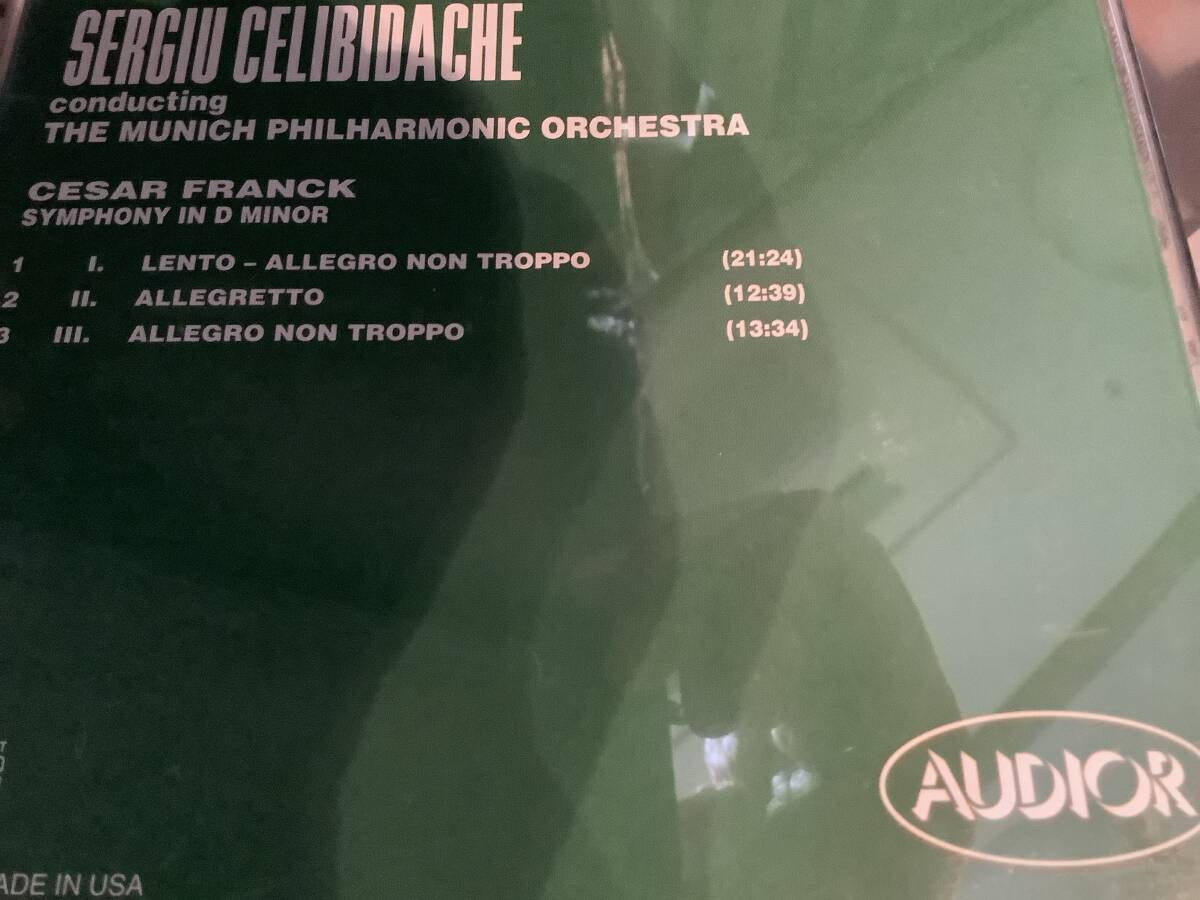 SERGIU CELIBIDACHE
conducting
THE MUNICH PHILHARMONIC ORCHESTRA
CESAR FRANCK
SYMPHONY IN D MINOR
1 I. LENTO – ALLEGRO NON TROPPO (21:24)
2 II. ALLEGRETTO (12:39)
3 III. ALLEGRO NON TROPPO (13:34)
AUDIOR
ADE IN USA